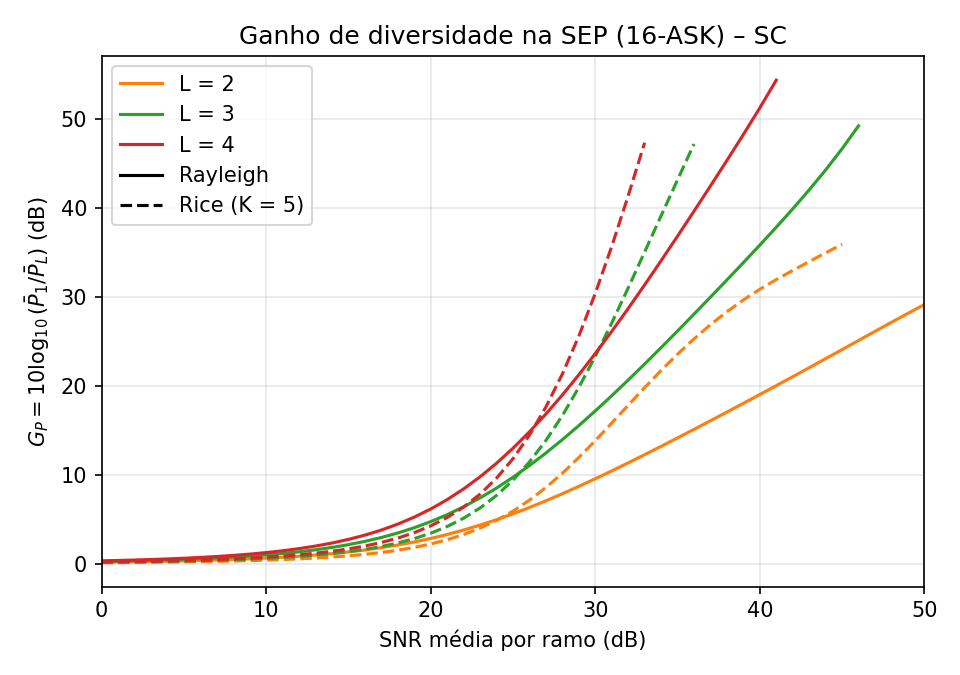 Ganho de diversidade na SEP (16-ASK) – SC
L = 2
L = 3
L = 4
Rayleigh
Rice (K = 5)
G_P = 10log_10 (P̄_1/P̄_L) (dB)
50
40
30
20
10
0
0 10 20 30 40 50
SNR média por ramo (dB)